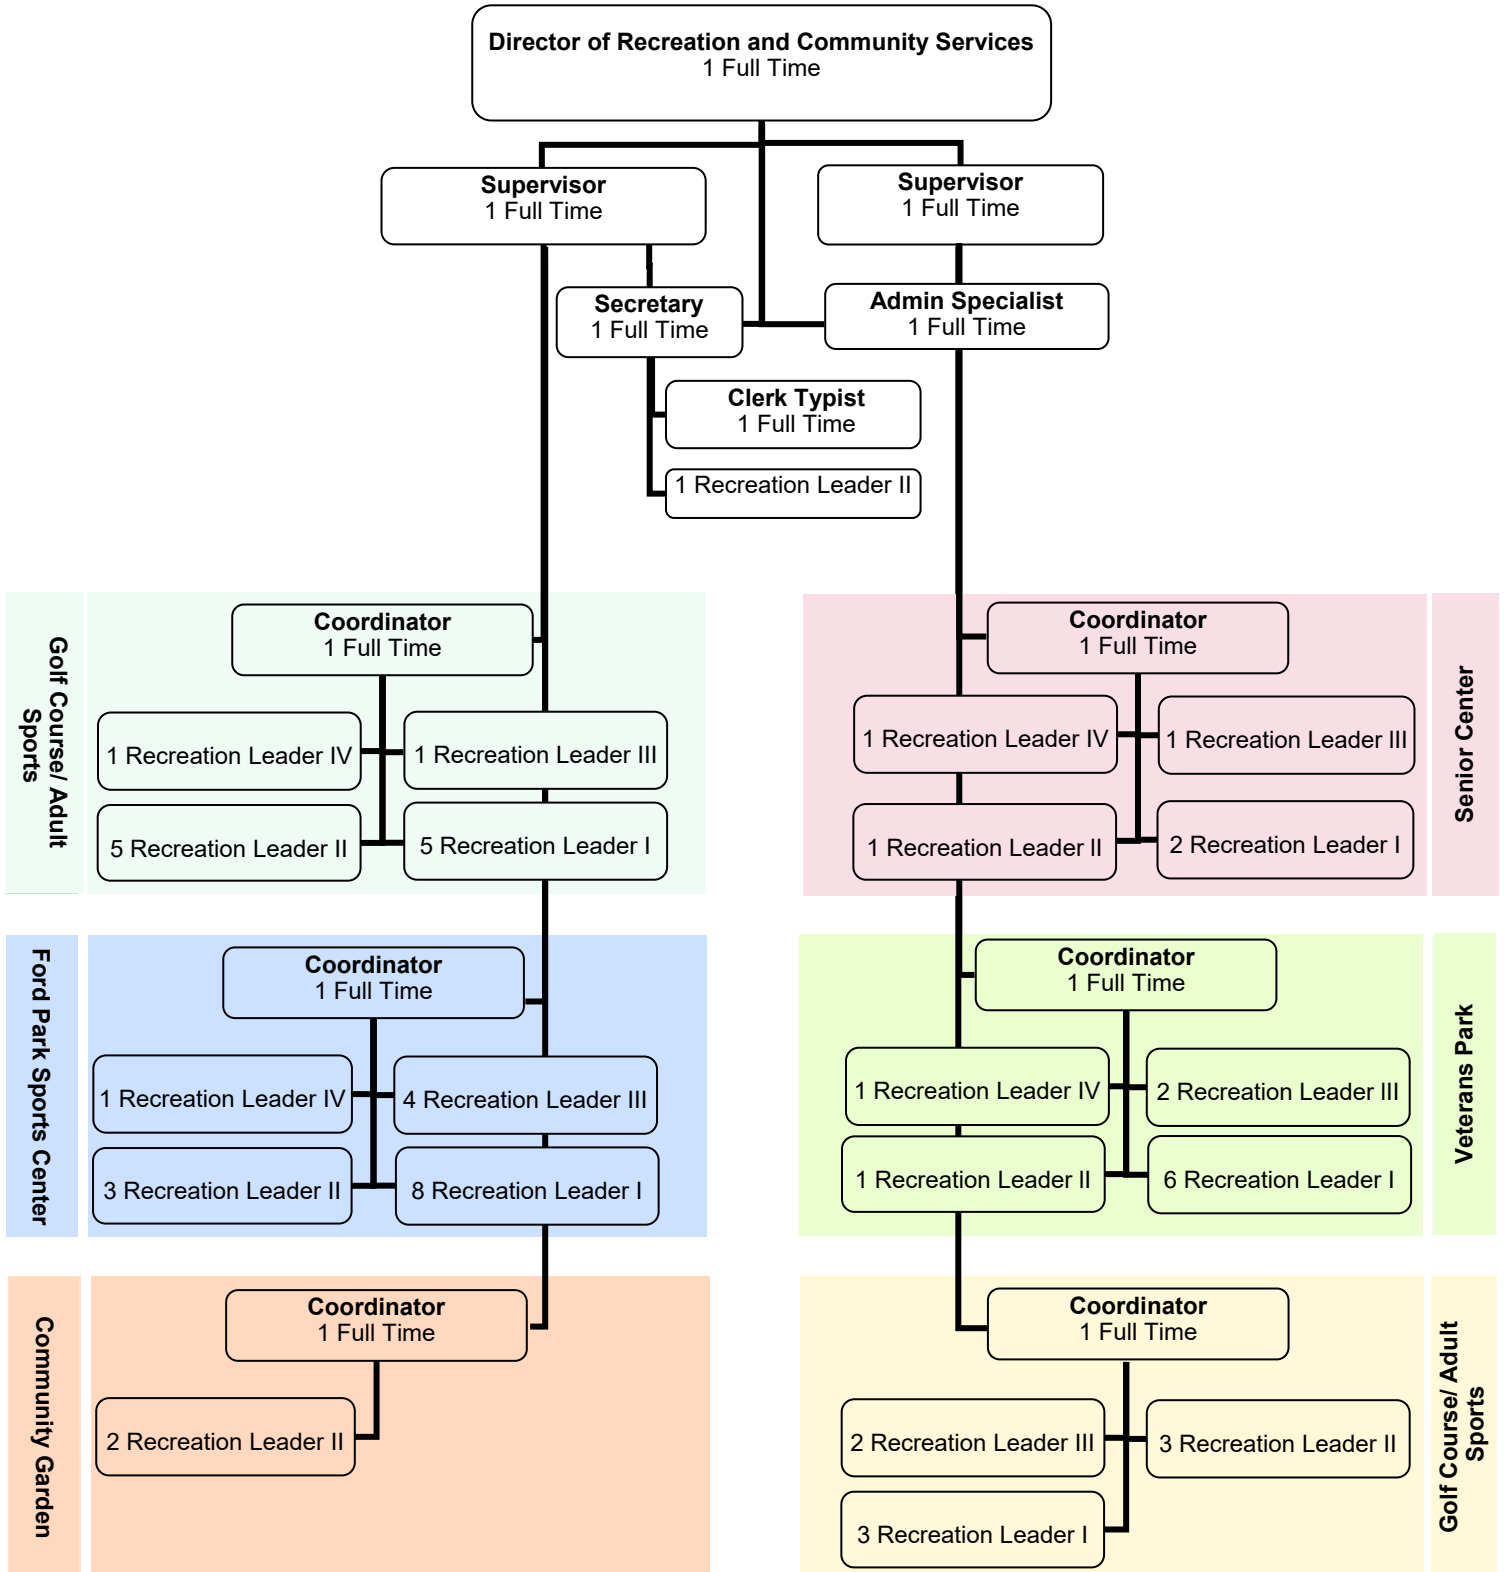 Director of Recreation and Community Services
1 Full Time
Supervisor
1 Full Time
Supervisor
1 Full Time
Secretary
1 Full Time
Admin Specialist
1 Full Time
Clerk Typist
1 Full Time
1 Recreation Leader II
Golf Course/ Adult
Sports
Coordinator
1 Full Time
1 Recreation Leader IV
1 Recreation Leader III
5 Recreation Leader II
5 Recreation Leader I
Senior Center
Coordinator
1 Full Time
1 Recreation Leader IV
1 Recreation Leader III
1 Recreation Leader II
2 Recreation Leader I
Ford Park Sports Center
Coordinator
1 Full Time
1 Recreation Leader IV
4 Recreation Leader III
3 Recreation Leader II
8 Recreation Leader I
Veterans Park
Coordinator
1 Full Time
1 Recreation Leader IV
2 Recreation Leader III
1 Recreation Leader II
6 Recreation Leader I
Community Garden
Coordinator
1 Full Time
2 Recreation Leader II
Golf Course/ Adult
Sports
Coordinator
1 Full Time
2 Recreation Leader III
3 Recreation Leader II
3 Recreation Leader I